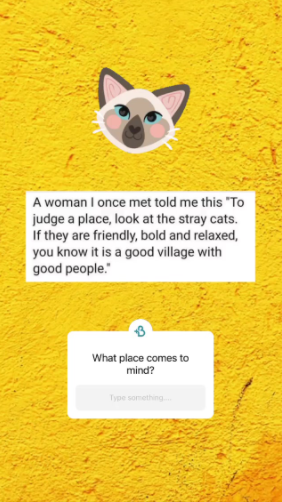 A woman I once met told me this "To
judge a place, look at the stray cats.
If they are friendly, bold and relaxed,
you know it is a good village with
good people."
What place comes to
mind?
Type something...